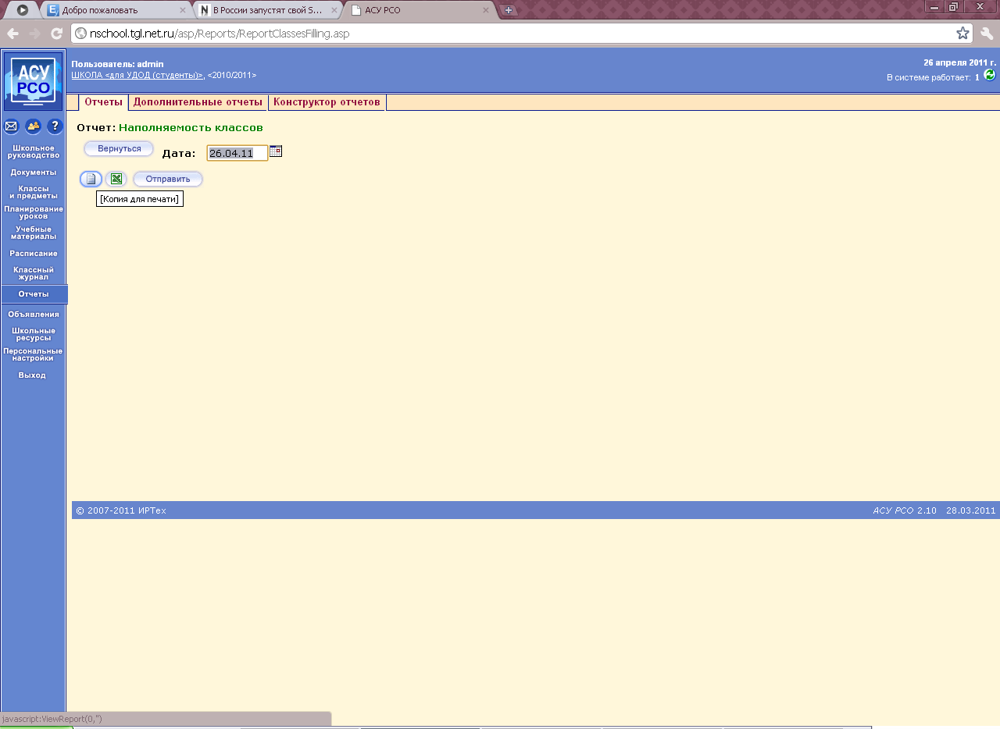 Добро пожаловать
В России запустят свой S...
АСУ РСО
nschool.tgl.net.ru/asp/Reports/ReportClassesFilling.asp
АСУ
РСО
Пользователь: admin
26 апреля 2011 г.
ШКОЛА <для УДОД (студенты)>, <2010/2011>
В системе работает: 1
Отчеты
Дополнительные отчеты
Конструктор отчетов
Отчет: Наполняемость классов
Вернуться
Дата: 26.04.11
Отправить
[Копия для печати]
?
Школьное
руководство
Документы
Классы
и предметы
Планирование
уроков
Учебные
материалы
Расписание
Классный
журнал
Отчеты
Объявления
Школьные
ресурсы
Персональные
настройки
Выход
© 2007-2011 ИРТех
АСУ РСО 2.10 28.03.2011
javascript:ViewReport(0,'')